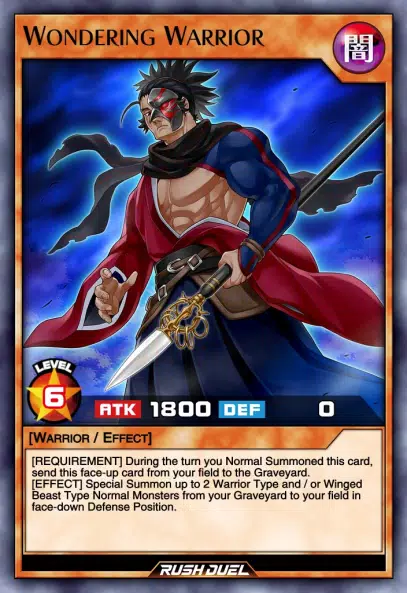 WONDERING WARRIOR
闇
LEVEL
6
ATK 1800 DEF 0
[WARRIOR / EFFECT]
[REQUIREMENT] During the turn you Normal Summoned this card,
send this face-up card from your field to the Graveyard.
[EFFECT] Special Summon up to 2 Warrior Type and / or Winged
Beast Type Normal Monsters from your Graveyard to your field in
face-down Defense Position.
RUSH DUEL